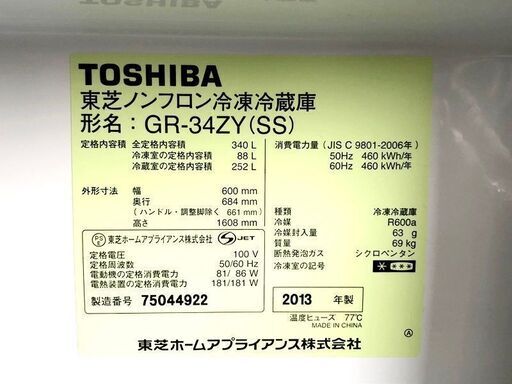 TOSHIBA
東芝ノンフロン冷凍冷蔵庫
形名：GR-34ZY(SS)
定格内容積 全定格内容積 340 L
冷凍室の定格内容積 88 L
冷蔵室の定格内容積 252 L
消費電力量 (JIS C 9801-2006年)
50Hz 460 kWh/年
60Hz 460 kWh/年
外形寸法 幅 600 mm
奥行 684 mm
(ハンドル・調整脚除く 661 mm)
高さ 1608 mm
PS E 東芝ホームアプライアンス株式会社 S JET
定格電圧 100 V
定格周波数 50/60 Hz
電動機の定格消費電力 81/ 86 W
電熱装置の定格消費電力 181/181 W
製造番号 75044922
種類 冷凍冷蔵庫
冷媒 R600a
冷媒封入量 63 g
質量 69 kg
断熱発泡ガス シクロペンタン
冷凍室の記号
2013 年製
温度ヒューズ 77℃
MADE IN CHINA
Ⓐ
東芝ホームアプライアンス株式会社